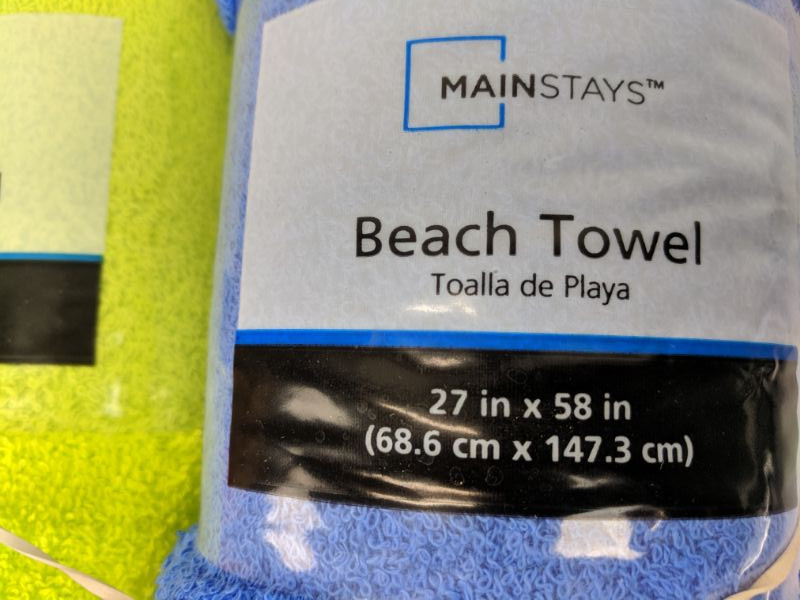 MAINSTAYS™
Beach Towel
Toalla de Playa
27 in x 58 in
(68.6 cm x 147.3 cm)